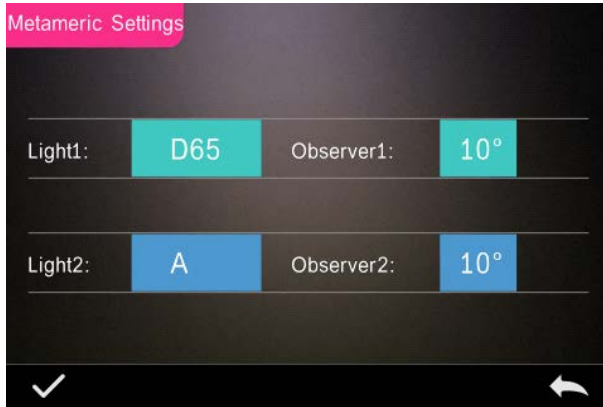 Metameric Settings
Light1: D65 Observer1: 10°
Light2: A Observer2: 10°